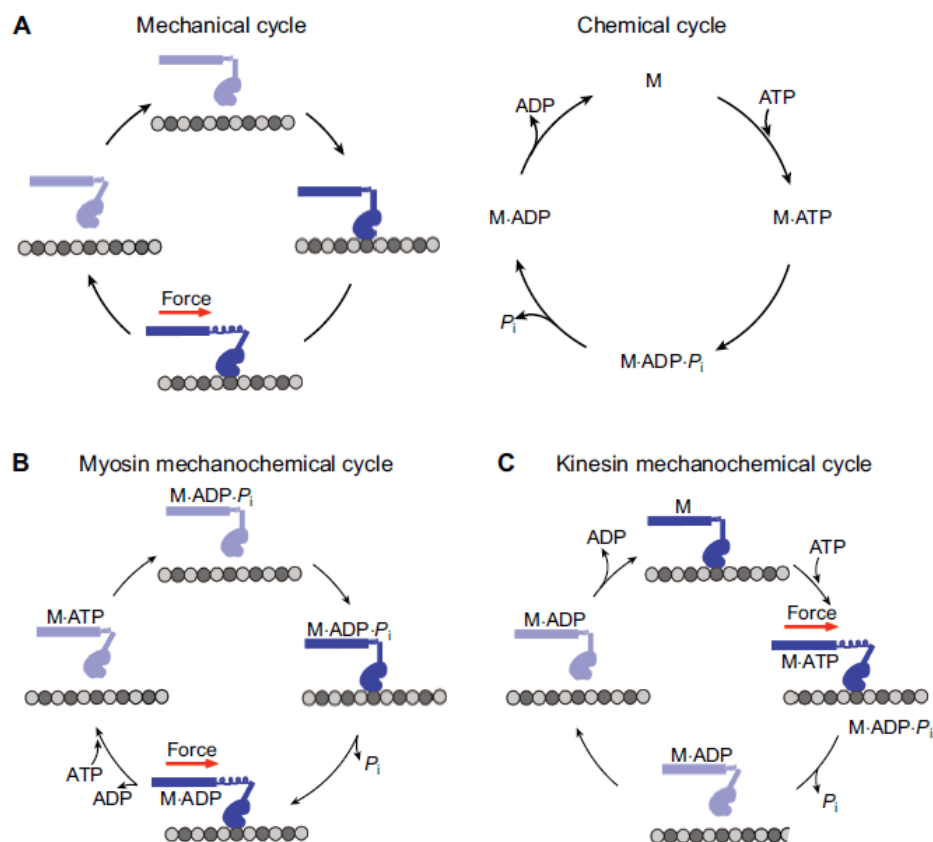 A Mechanical cycle
Chemical cycle
M
ADP
ATP
M·ADP
M·ATP
Force
Pi
M·ADP·Pi
B Myosin mechanochemical cycle
M·ADP·Pi
M·ATP
M·ADP·Pi
Force
Pi
ATP
ADP
M·ADP
C Kinesin mechanochemical cycle
M
ADP
ATP
M·ADP
Force
M·ATP
M·ADP·Pi
M·ADP
Pi